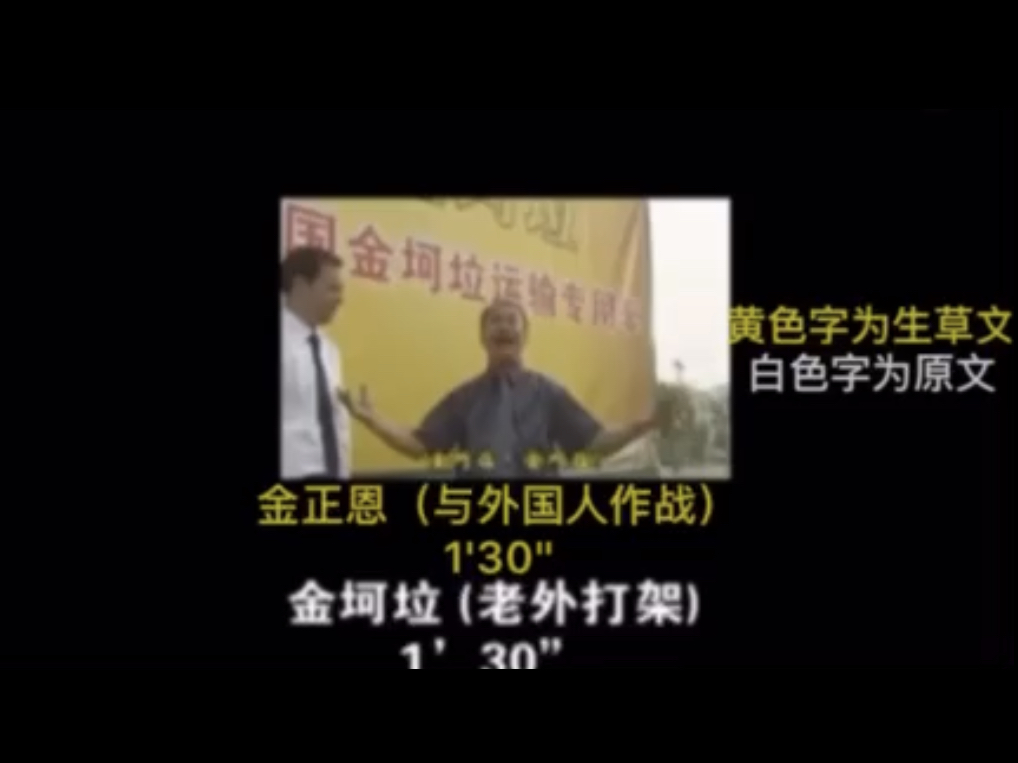 国金坷垃运输专用车
黄色字为生草文
白色字为原文
金正恩（与外国人作战）
1'30"
金坷垃(老外打架)
1’30”